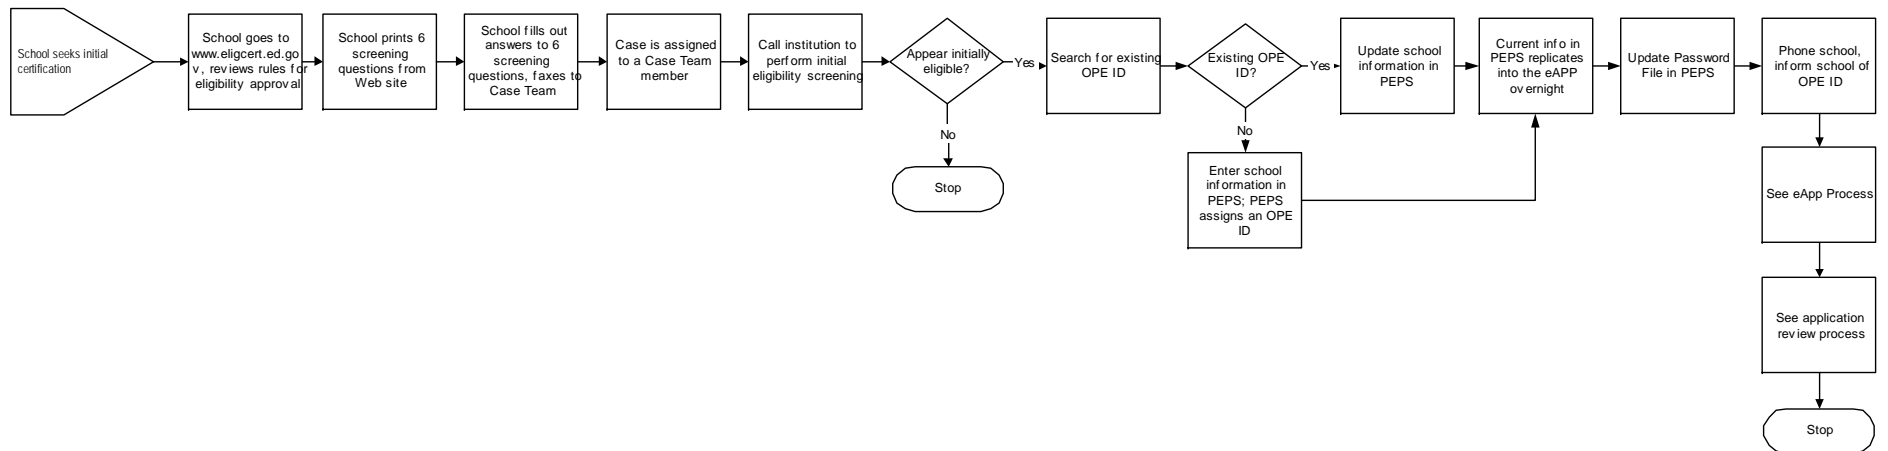 School seeks initial
certification
School goes to
www.eligcert.ed.go
v, reviews rules for
eligibility approval
School prints 6
screening
questions from
Web site
School fills out
answers to 6
screening
questions, faxes to
Case Team
Case is assigned
to a Case Team
member
Call institution to
perform initial
eligibility screening
Appear initially
eligible?
Yes
No
Stop
Search for existing
OPE ID
Existing OPE
ID?
Yes
No
Enter school
information in
PEPS; PEPS
assigns an OPE
ID
Update school
information in
PEPS
Current info in
PEPS replicates
into the eAPP
overnight
Update Password
File in PEPS
Phone school,
inform school of
OPE ID
See eApp Process
See application
review process
Stop